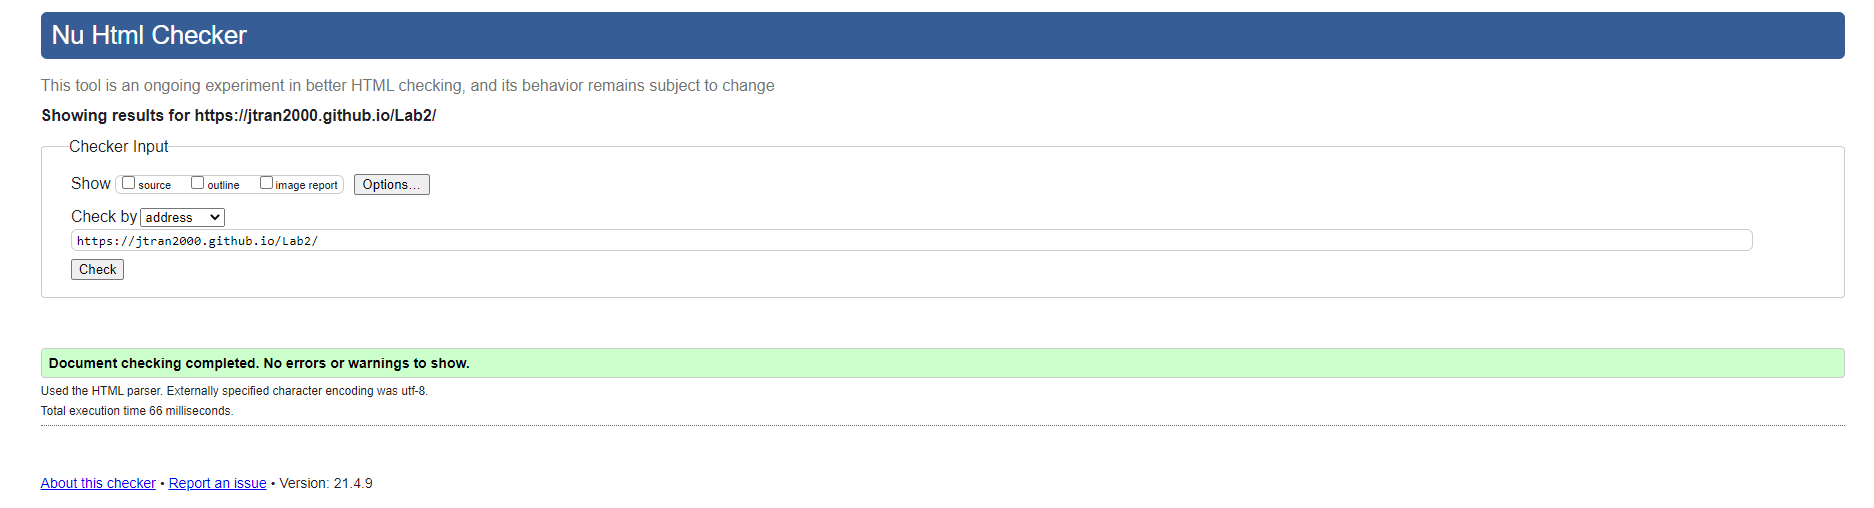 Nu Html Checker
This tool is an ongoing experiment in better HTML checking, and its behavior remains subject to change
Showing results for https://jtran2000.github.io/Lab2/
Checker Input
Show source outline image report Options...
Check by address
https://jtran2000.github.io/Lab2/
Check
Document checking completed. No errors or warnings to show.
Used the HTML parser. Externally specified character encoding was utf-8.
Total execution time 66 milliseconds.
About this checker • Report an issue • Version: 21.4.9